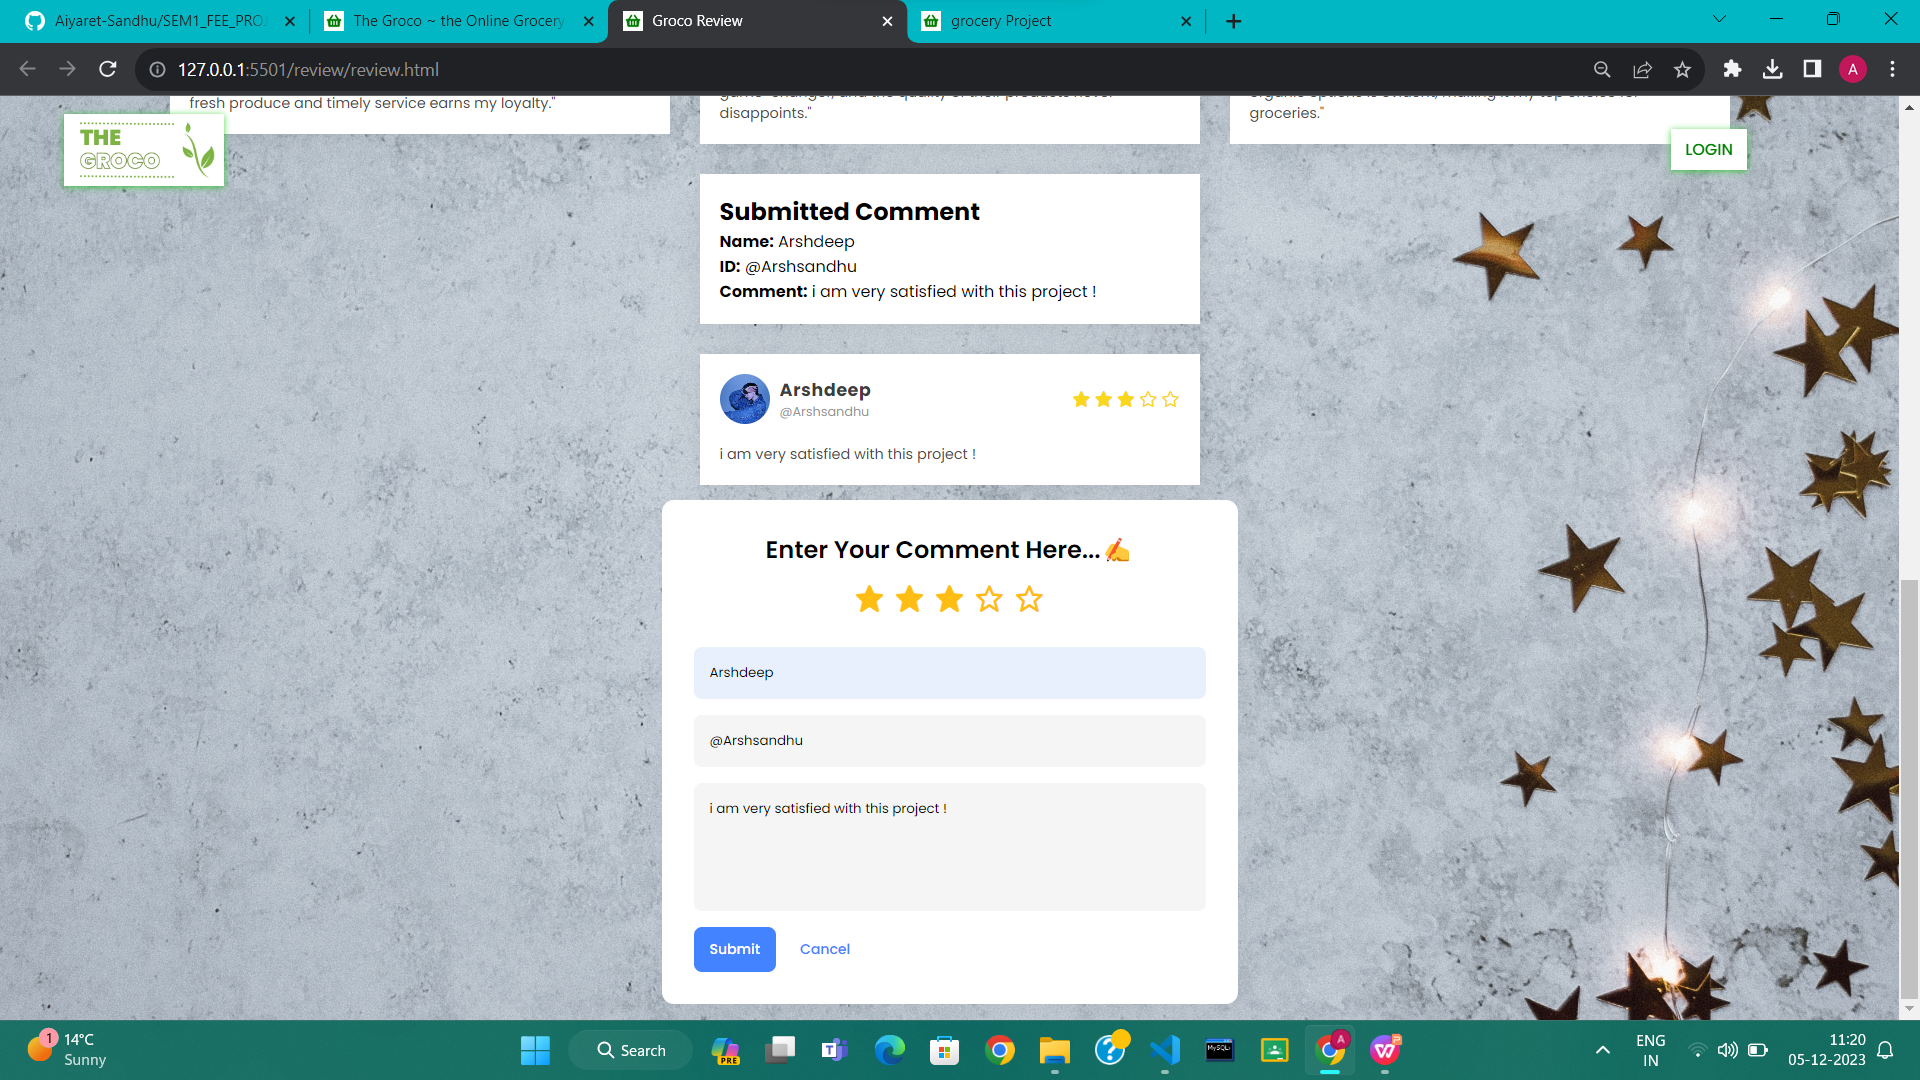 Aiyaret-Sandhu/SEM1_FEE_PROJ
The Groco ~ the Online Grocery
Groco Review
grocery Project
127.0.0.1:5501/review/review.html
A
fresh produce and timely service earns my loyalty."
disappoints."
groceries."
THE
GROCO
LOGIN
Submitted Comment
Name: Arshdeep
ID: @Arshsandhu
Comment: i am very satisfied with this project !
Arshdeep
@Arshsandhu
i am very satisfied with this project !
Enter Your Comment Here...✍️
Arshdeep
@Arshsandhu
i am very satisfied with this project !
Submit
Cancel
1
14°C
Sunny
Search
PRE
MySQL
A
ENG
IN
11:20
05-12-2023